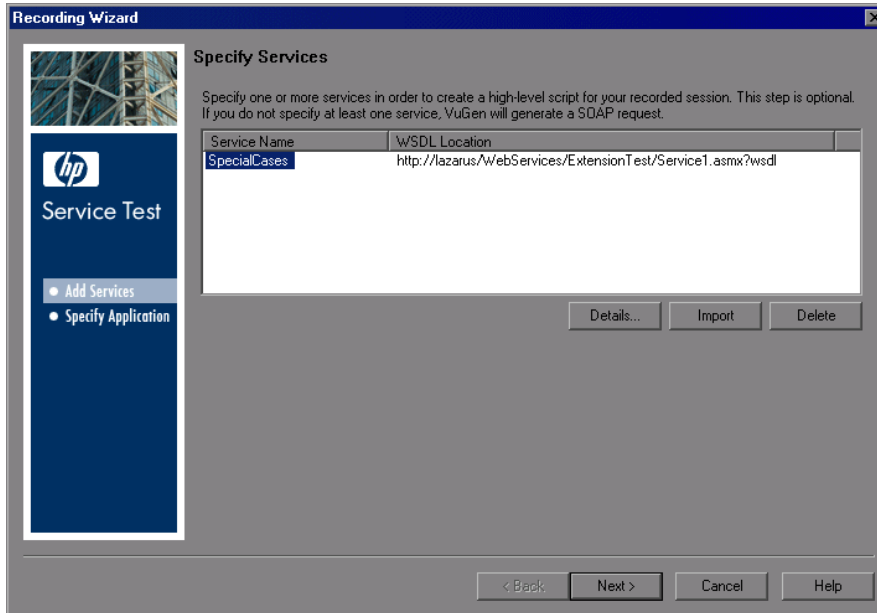 Recording Wizard
Specify Services
Specify one or more services in order to create a high-level script for your recorded session. This step is optional.
If you do not specify at least one service, VuGen will generate a SOAP request.
Service Name WSDL Location
SpecialCases http://lazarus/WebServices/ExtensionTest/Service1.asmx?wsdl
hp
Service Test
Add Services
Specify Application
Details... Import Delete
< Back Next > Cancel Help